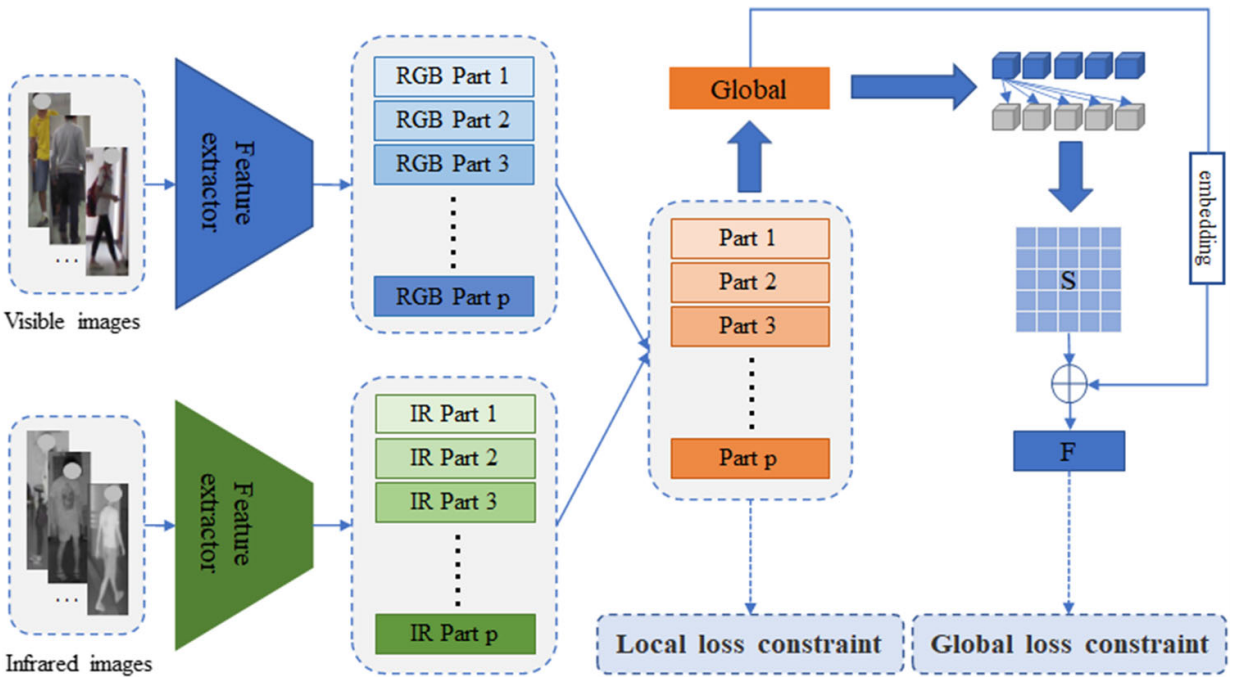 Visible images
Feature
extractor
RGB Part 1
RGB Part 2
RGB Part 3
RGB Part p
Infrared images
Feature
extractor
IR Part 1
IR Part 2
IR Part 3
IR Part p
Part 1
Part 2
Part 3
Part p
Global
embedding
S
F
Local loss constraint
Global loss constraint